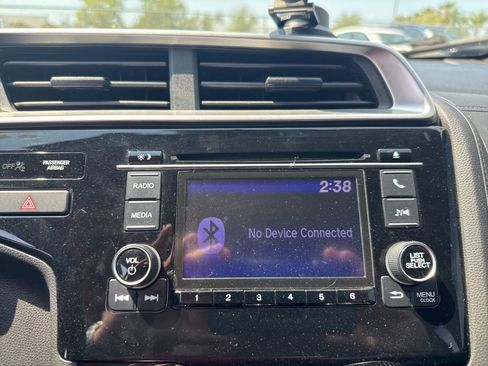 2:38
OFF
PASSENGER
AIRBAG
RADIO
MEDIA
No Device Connected
VOL
LIST
PUSH
SELECT
1 2 3 4 5 6
MENU
CLOCK